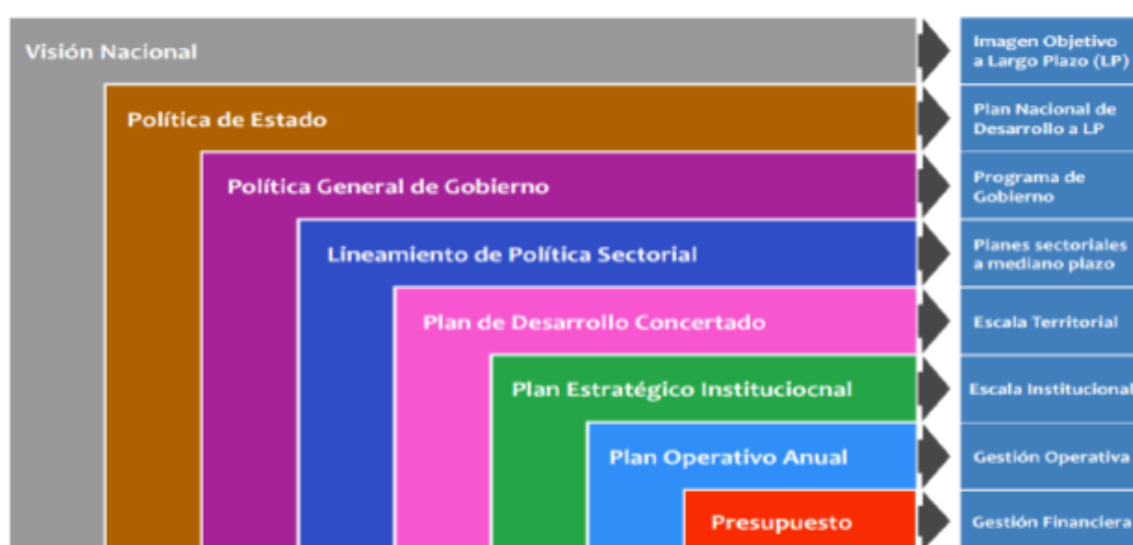 Visión Nacional
Imagen Objetivo
a Largo Plazo (LP)
Política de Estado
Plan Nacional de
Desarrollo a LP
Política General de Gobierno
Programa de
Gobierno
Lineamiento de Política Sectorial
Planes sectoriales
a mediano plazo
Plan de Desarrollo Concertado
Escala Territorial
Plan Estratégico Instituciocnal
Escala Institucional
Plan Operativo Anual
Gestión Operativa
Presupuesto
Gestión Financiera